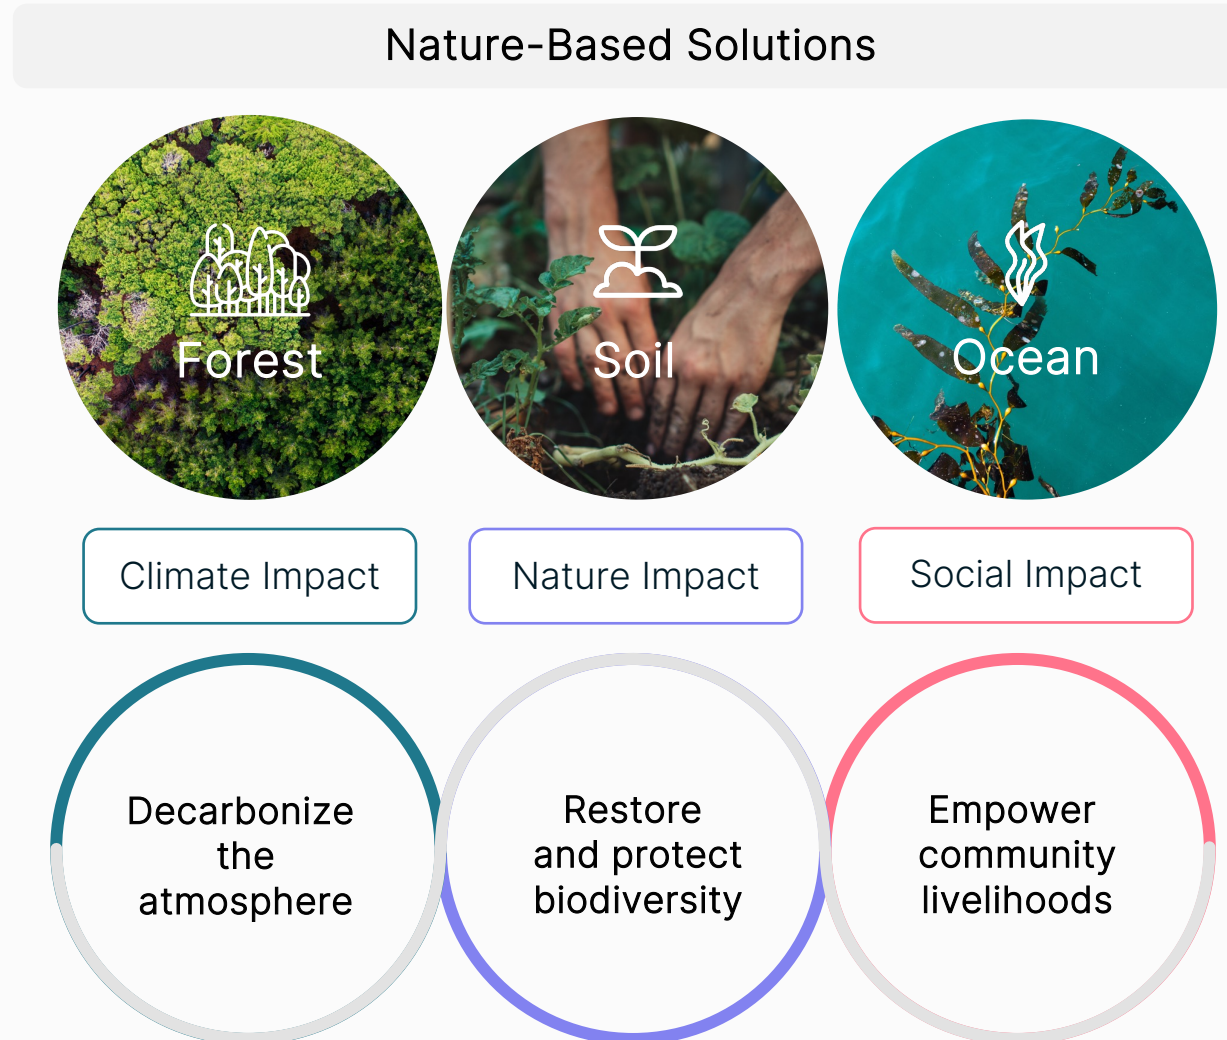 Nature-Based Solutions
Forest
Soil
Ocean
Climate Impact
Nature Impact
Social Impact
Decarbonize
the
atmosphere
Restore
and protect
biodiversity
Empower
community
livelihoods